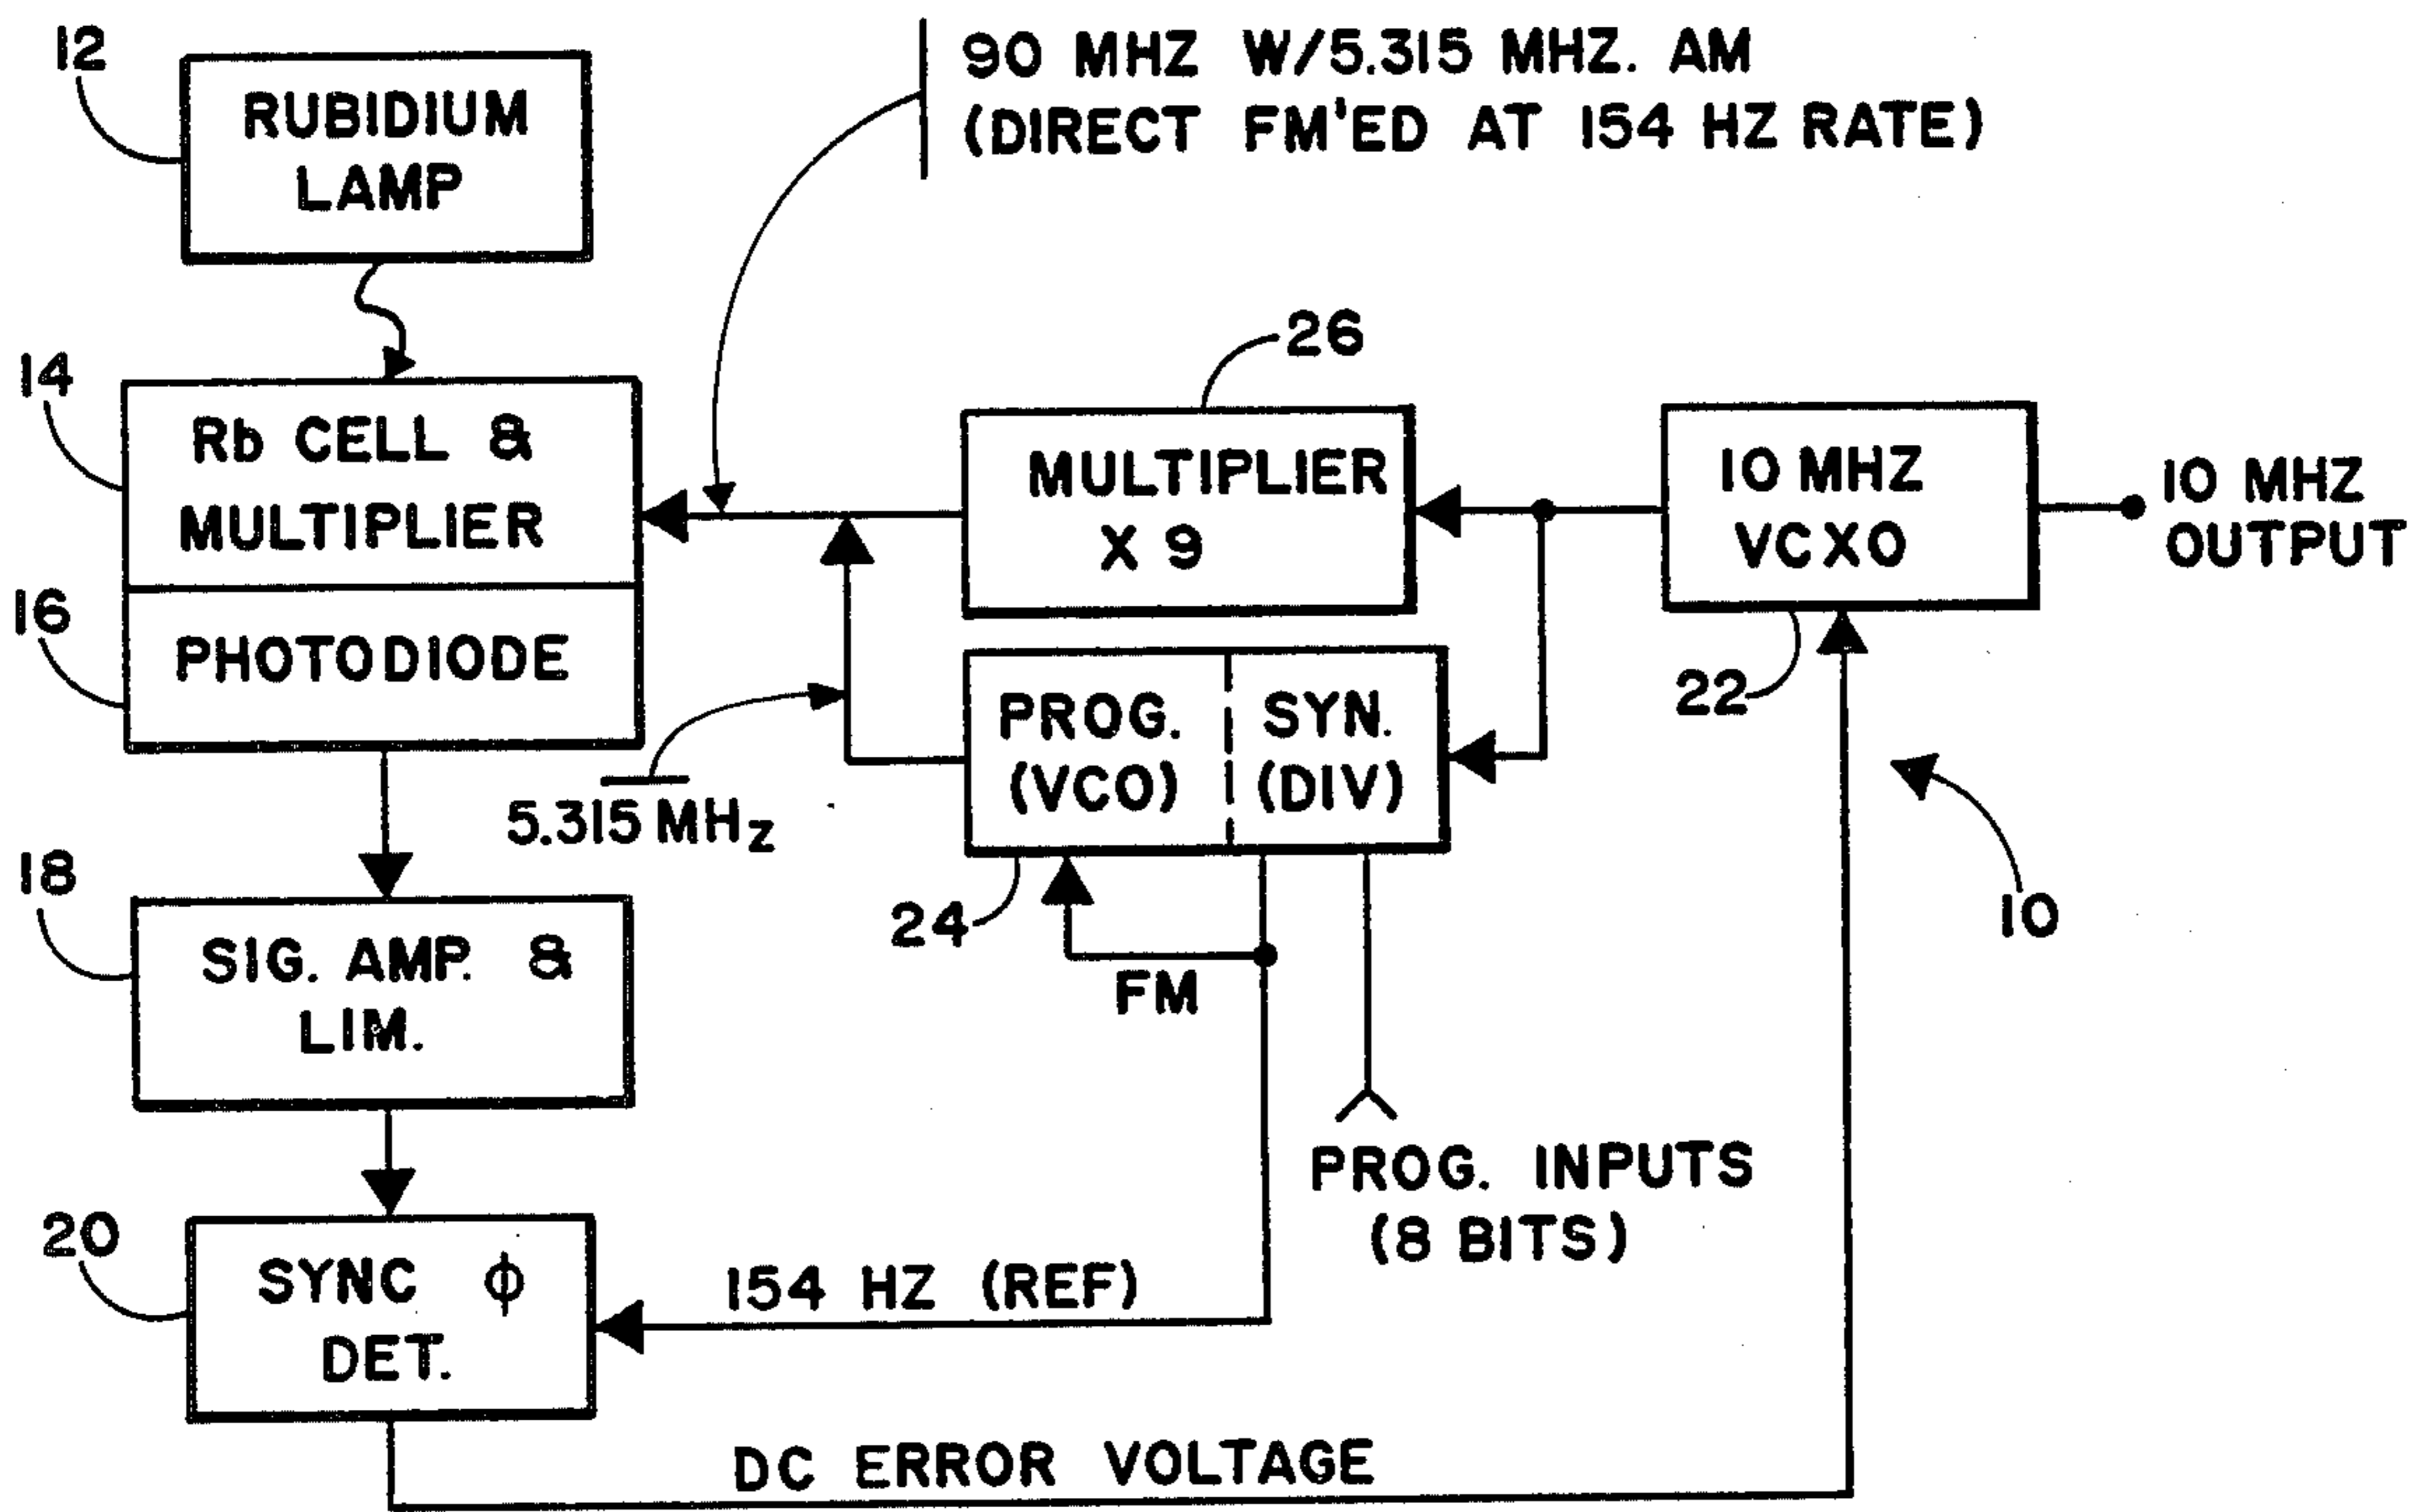 12
RUBIDIUM
LAMP
90 MHZ W/5.315 MHZ. AM
(DIRECT FM'ED AT 154 HZ RATE)
14
Rb CELL &
MULTIPLIER
16
PHOTODIODE
26
MULTIPLIER
X 9
10 MHZ
VCXO
10 MHZ
OUTPUT
22
PROG.
(VCO)
SYN.
(DIV)
5.315 MHz
24
FM
10
18
SIG. AMP. &
LIM.
PROG. INPUTS
(8 BITS)
20
SYNC ϕ
DET.
154 HZ (REF)
DC ERROR VOLTAGE